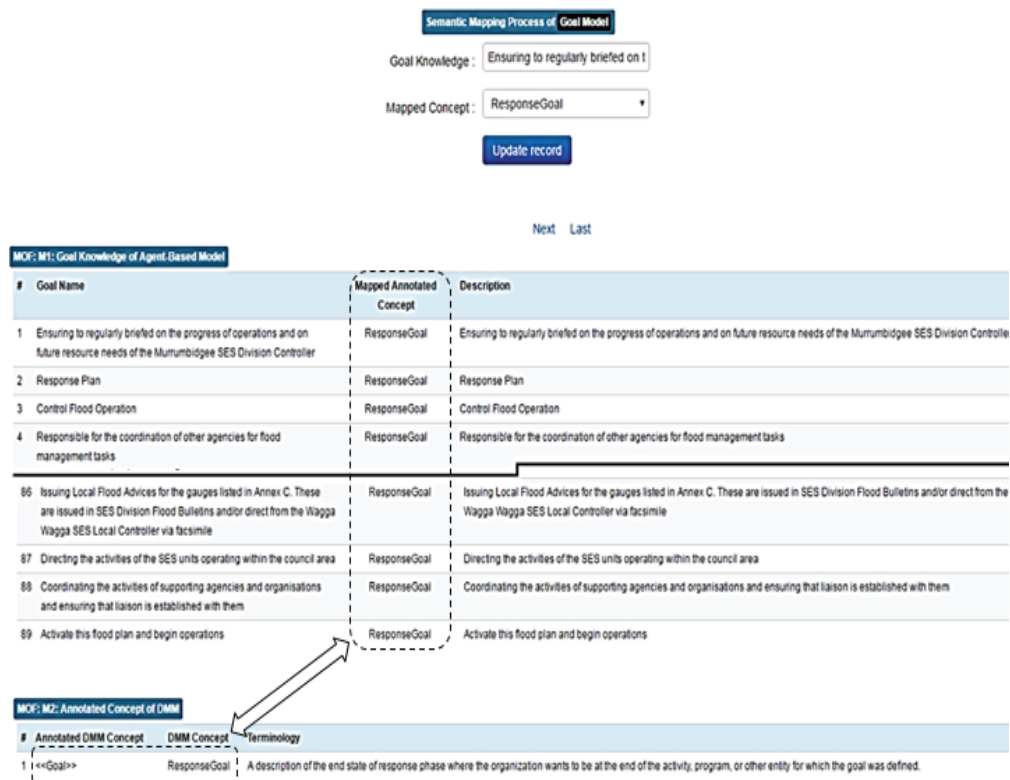 Semantic Mapping Process of Goal Model
Goal Knowledge : Ensuring to regularly briefed on t
Mapped Concept : ResponseGoal
Update record
Next Last
MOF: M1: Goal Knowledge of Agent-Based Model
# Goal Name Mapped Annotated Concept Description
1 Ensuring to regularly briefed on the progress of operations and on ResponseGoal Ensuring to regularly briefed on the progress of operations and on future resource needs of the Murrumbidgee SES Division Controller
future resource needs of the Murrumbidgee SES Division Controller
2 Response Plan ResponseGoal Response Plan
3 Control Flood Operation ResponseGoal Control Flood Operation
4 Responsible for the coordination of other agencies for flood ResponseGoal Responsible for the coordination of other agencies for flood management tasks
management tasks
86 Issuing Local Flood Advices for the gauges listed in Annex C. These ResponseGoal Issuing Local Flood Advices for the gauges listed in Annex C. These are issued in SES Division Flood Bulletins and/or direct from the
are issued in SES Division Flood Bulletins and/or direct from the Wagga Wagga Wagga SES Local Controller via facsimile
Wagga SES Local Controller via facsimile
87 Directing the activities of the SES units operating within the council area ResponseGoal Directing the activities of the SES units operating within the council area
88 Coordinating the activities of supporting agencies and organisations ResponseGoal Coordinating the activities of supporting agencies and organisations and ensuring that liaison is established with them
and ensuring that liaison is established with them
89 Activate this flood plan and begin operations ResponseGoal Activate this flood plan and begin operations
MOF: M2: Annotated Concept of DMM
# Annotated DMM Concept DMM Concept Terminology
1 <<Goal>> ResponseGoal A description of the end state of response phase where the organization wants to be at the end of the activity, program, or other entity for which the goal was defined.